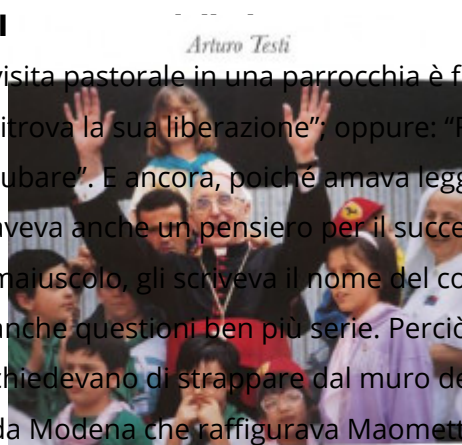 Arturo Testi
visita pastorale in una parrocchia è f
itrova la sua liberazione”; oppure: “
ubare”. E ancora, poiché amava legg
aveva anche un pensiero per il succe
maiuscolo, gli scriveva il nome del co
anche questioni ben più serie. Perciò
chiedevano di strappare dal muro de
da Modena che raffigurava Maomett